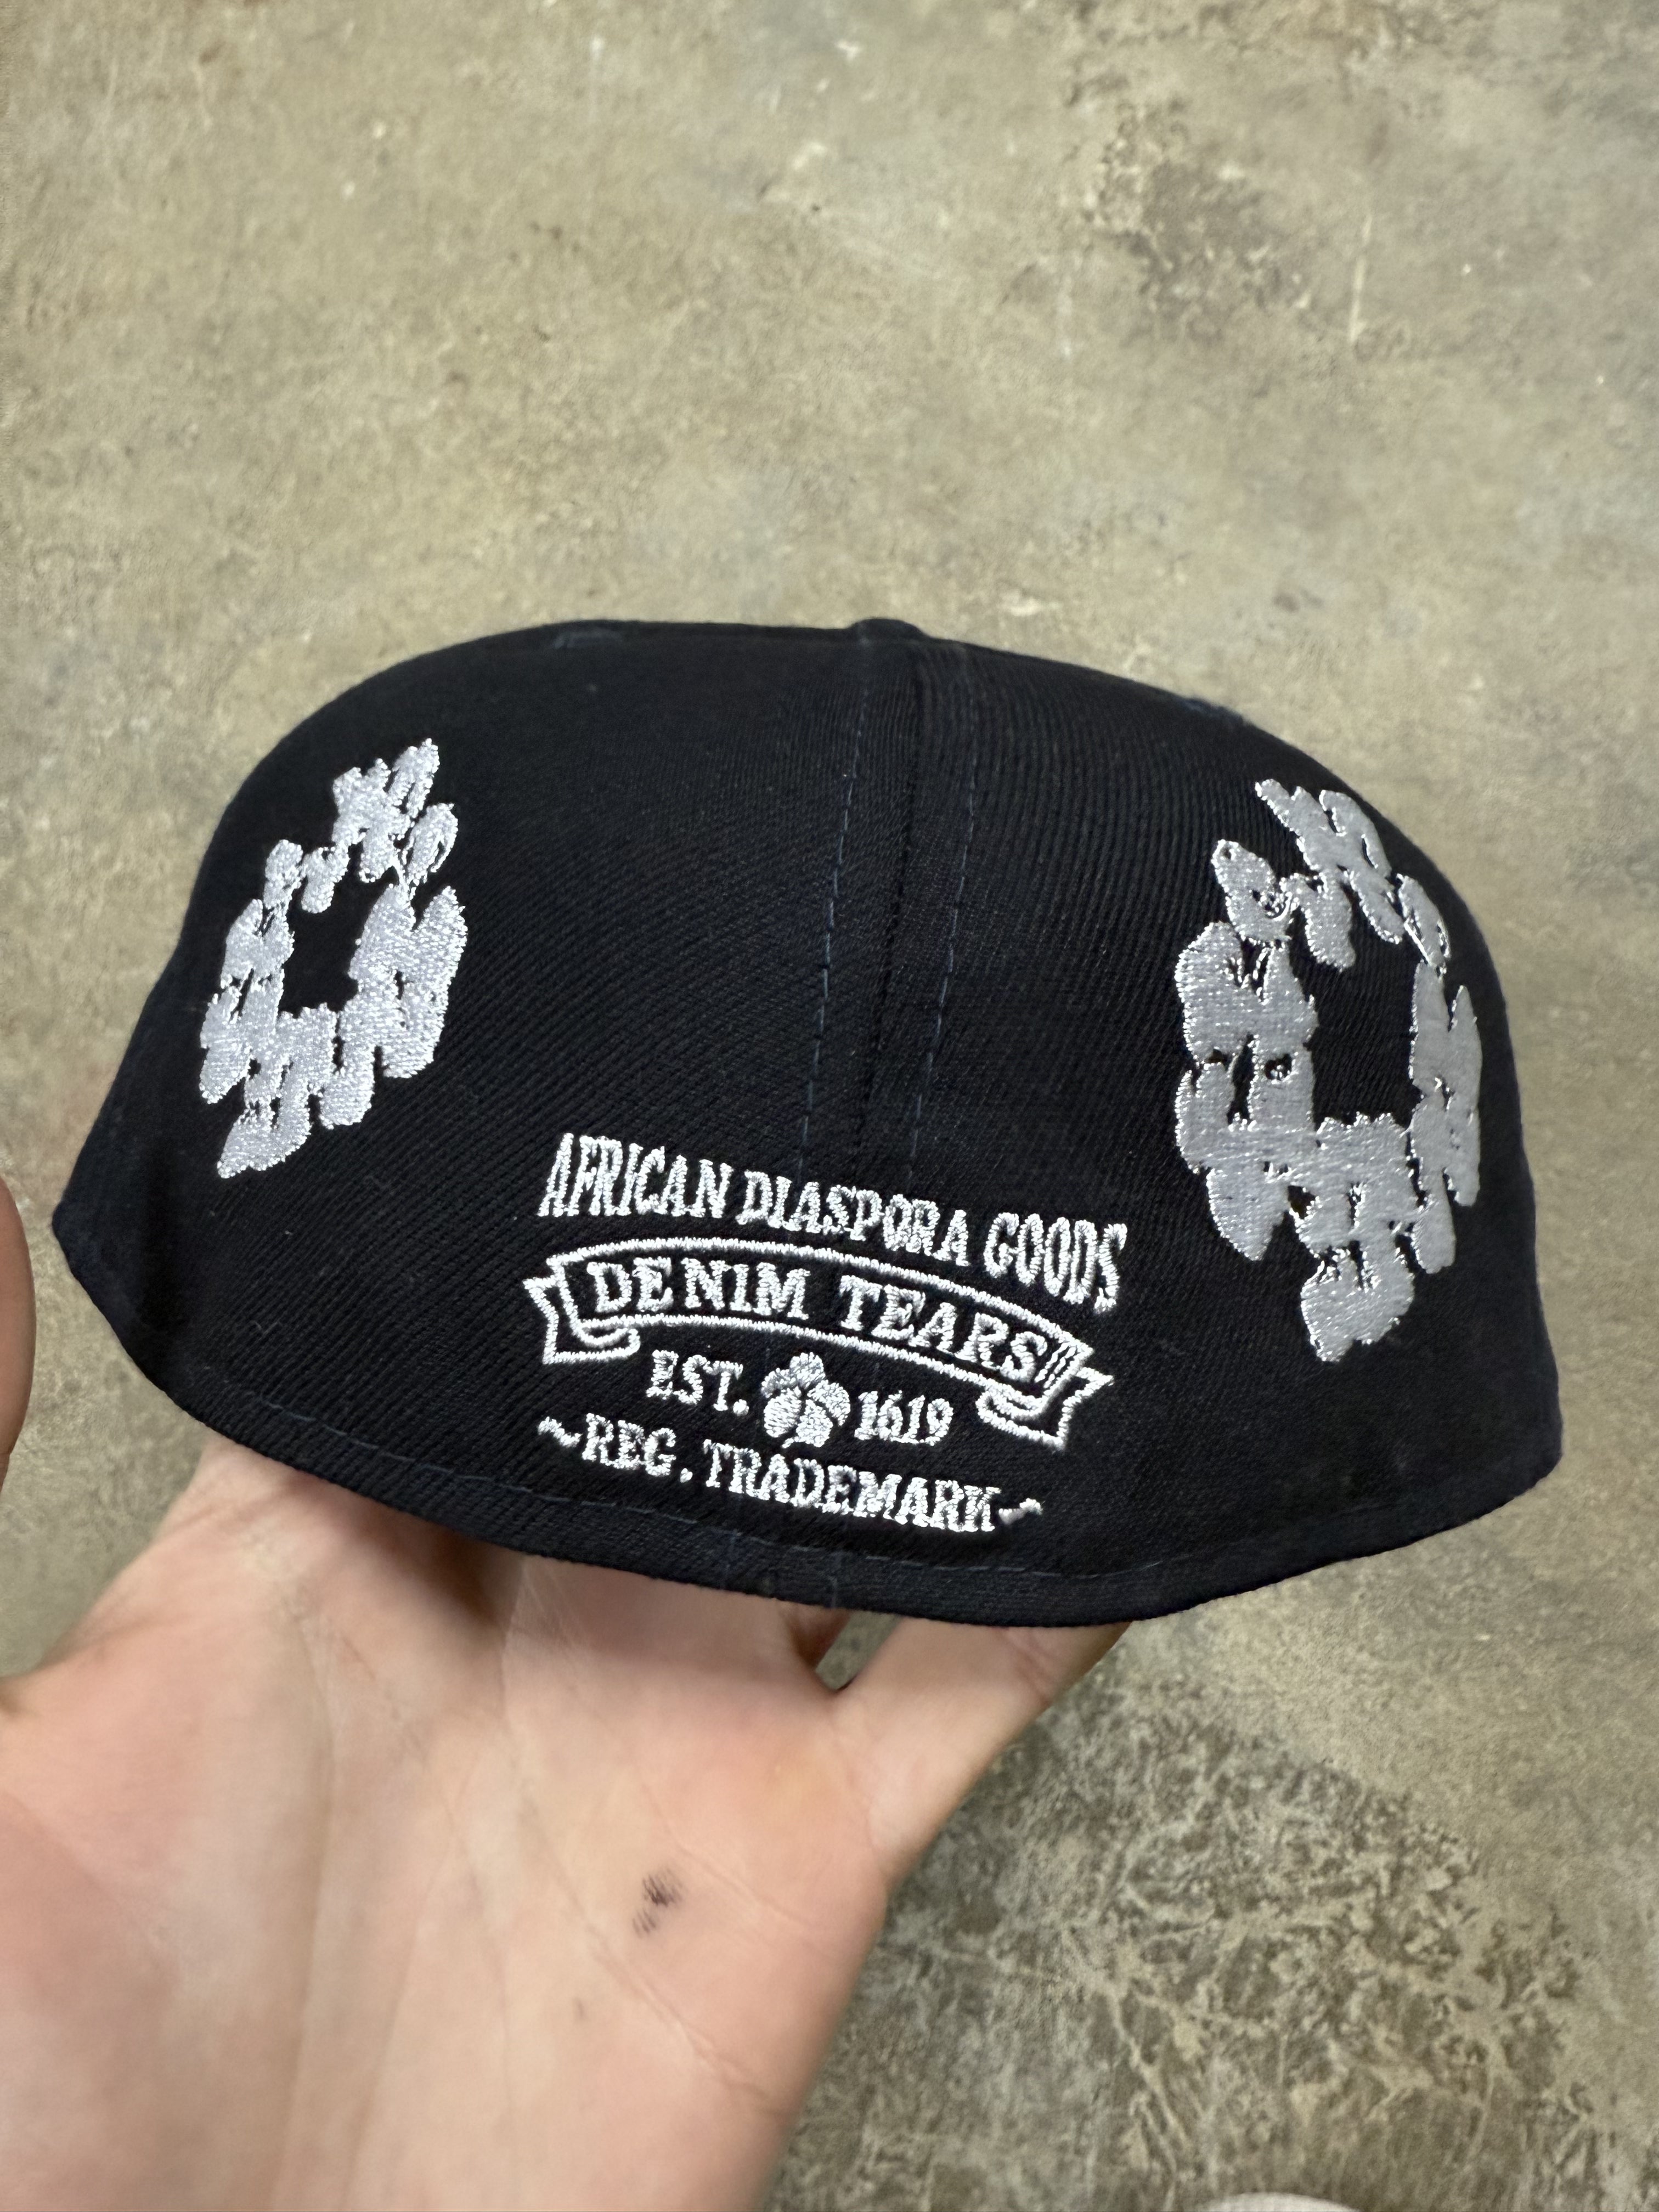 AFRICAN DIASPORA GOODS
DENIM TEARS
EST. 1619
~REG. TRADEMARK~